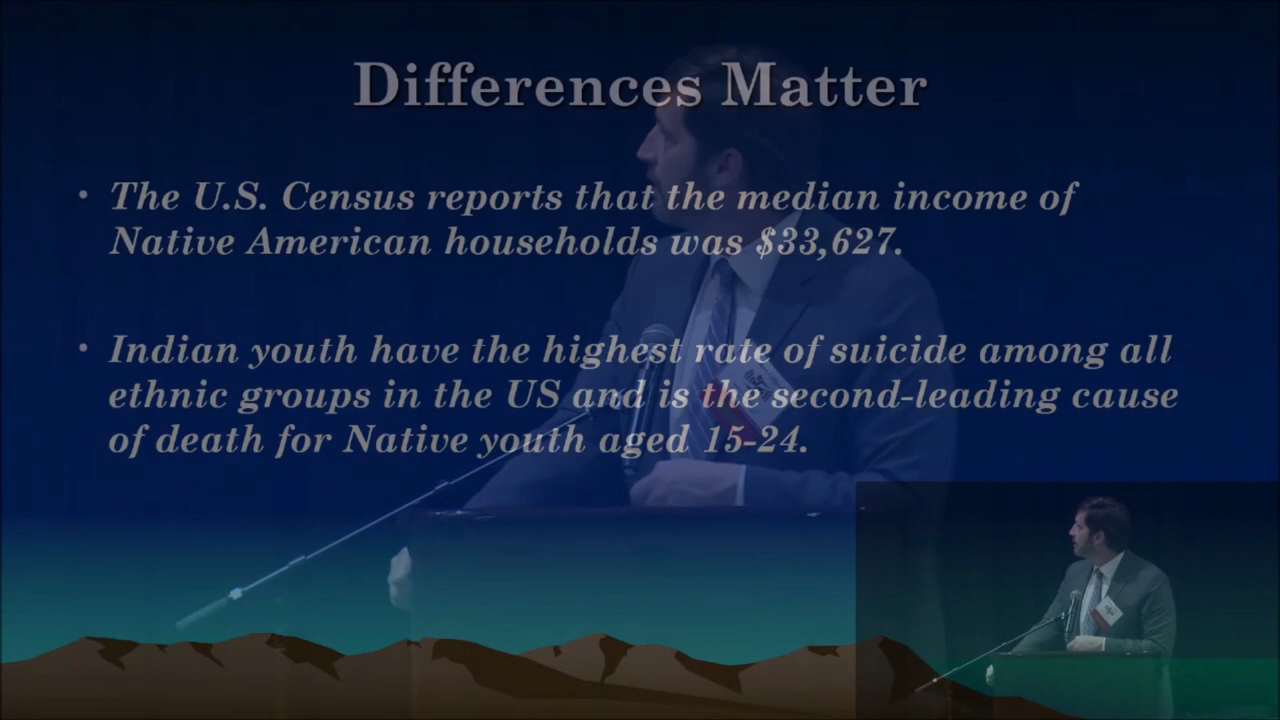 Differences Matter
• The U.S. Census reports that the median income of
Native American households was $33,627.
• Indian youth have the highest rate of suicide among all
ethnic groups in the US and is the second-leading cause
of death for Native youth aged 15-24.